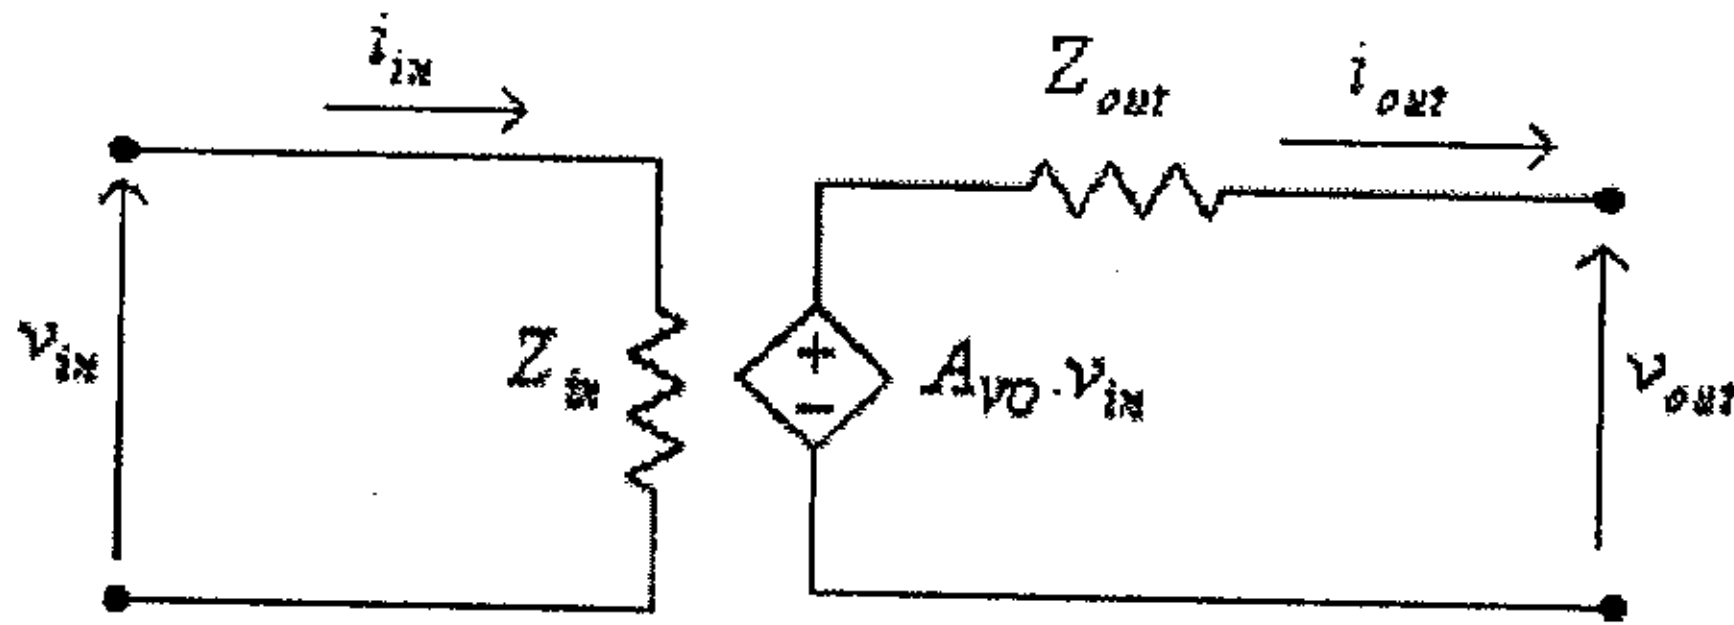 i_in
Z_out
i_out
v_in
Z_in
+
−
A_VO · v_in
v_out